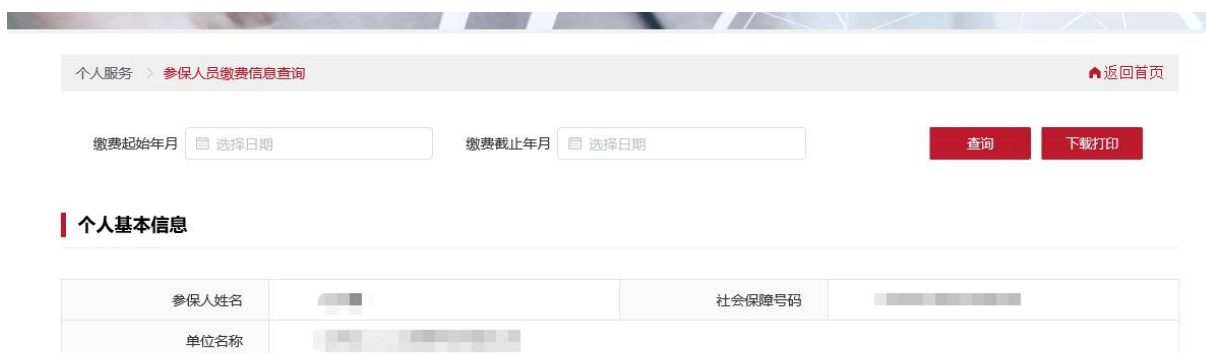 个人服务 > 参保人员缴费信息查询 返回首页
缴费起始年月 选择日期 缴费截止年月 选择日期 查询 下载打印
个人基本信息
参保人姓名 社会保障号码
单位名称